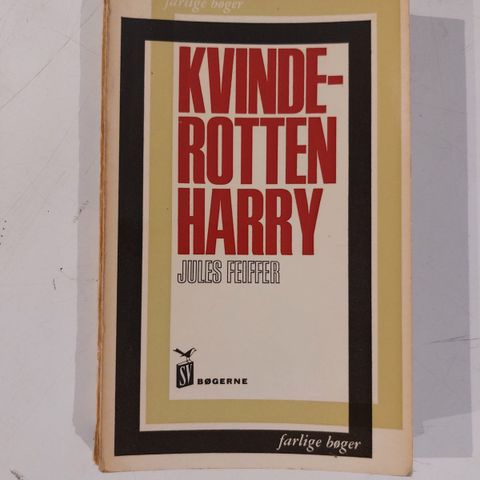 farlige bøger
KVINDE-
ROTTEN
HARRY
JULES FEIFFER
SV
BØGERNE
farlige bøger